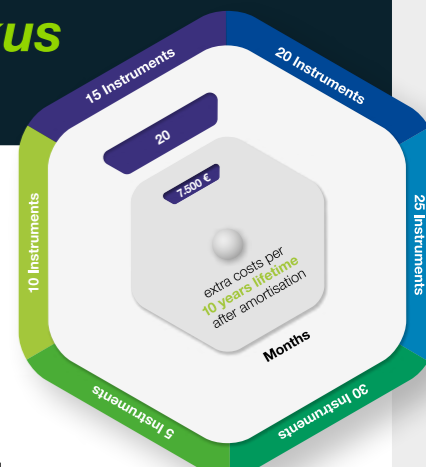 15 Instruments
20 Instruments
20
7.500 €
10 Instruments
25 Instruments
extra costs per
10 years lifetime
after amortisation
Months
5 Instruments
30 Instruments